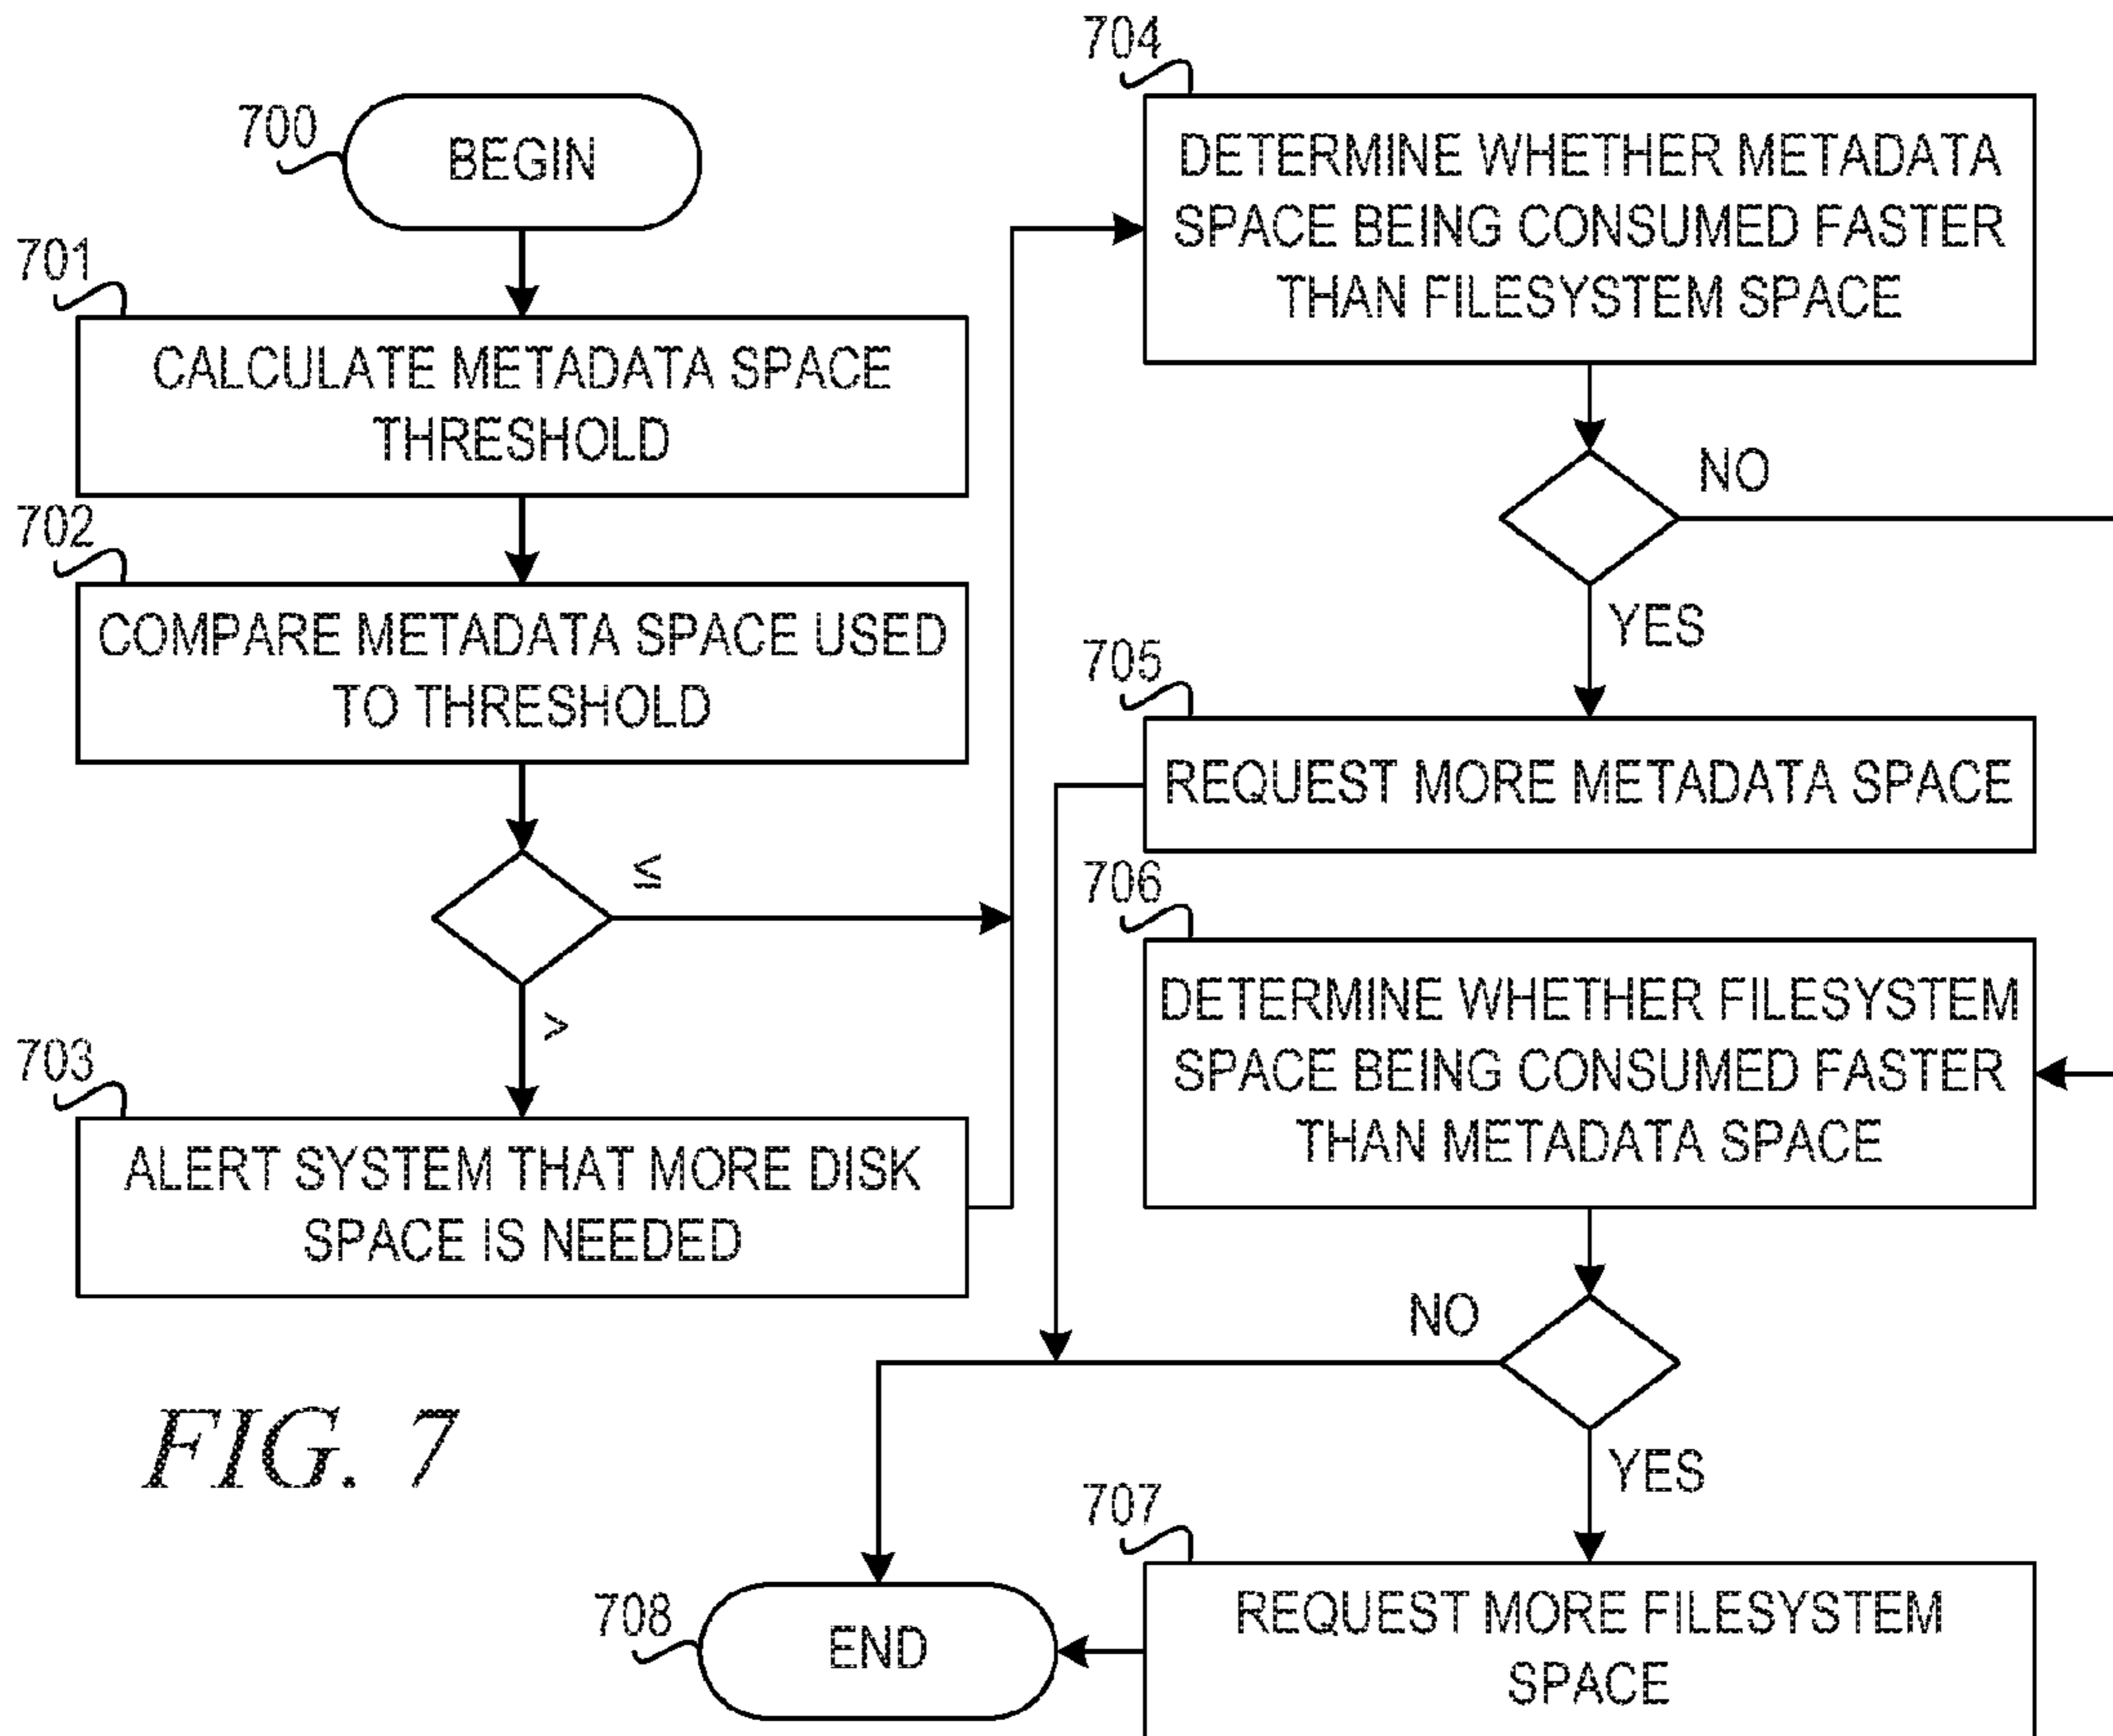 700
BEGIN
701
CALCULATE METADATA SPACE
THRESHOLD
702
COMPARE METADATA SPACE USED
TO THRESHOLD
≤
>
703
ALERT SYSTEM THAT MORE DISK
SPACE IS NEEDED
704
DETERMINE WHETHER METADATA
SPACE BEING CONSUMED FASTER
THAN FILESYSTEM SPACE
NO
YES
705
REQUEST MORE METADATA SPACE
706
DETERMINE WHETHER FILESYSTEM
SPACE BEING CONSUMED FASTER
THAN METADATA SPACE
NO
YES
707
REQUEST MORE FILESYSTEM
SPACE
708
END
FIG. 7